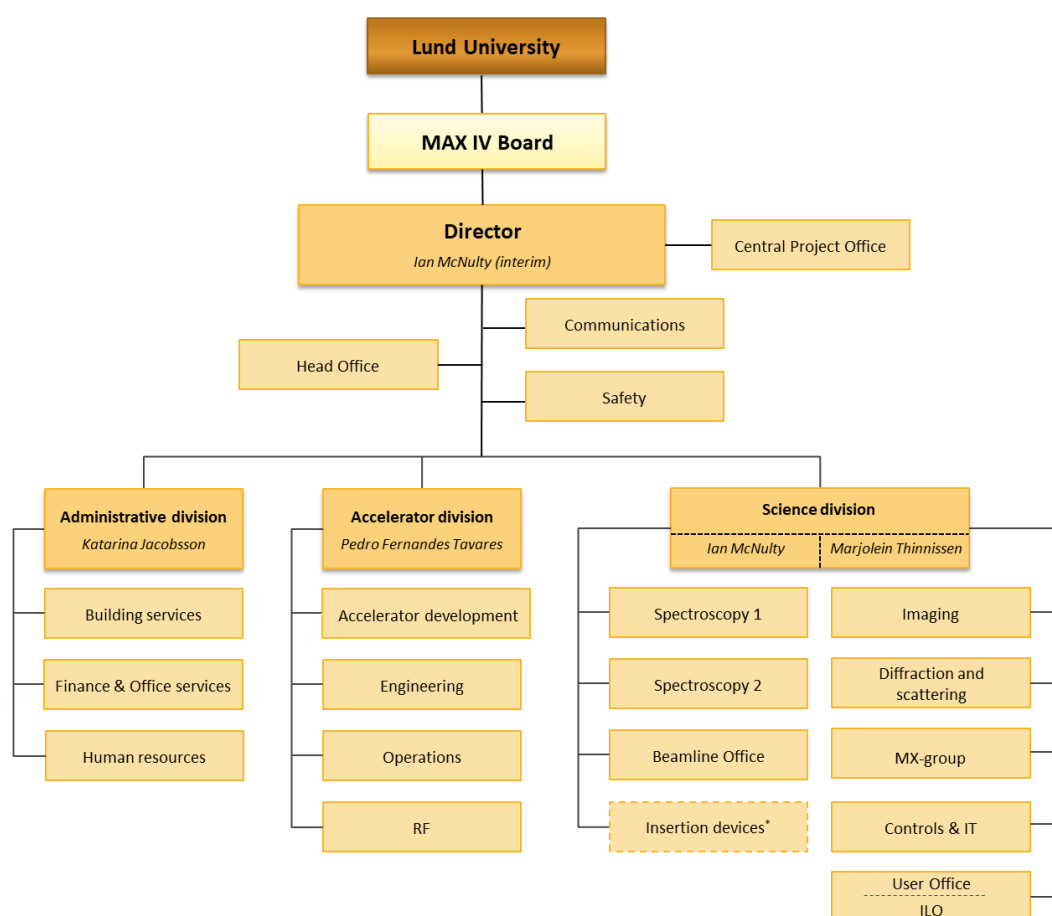 Lund University
MAX IV Board
Director
Ian McNulty (interim)
Central Project Office
Communications
Head Office
Safety
Administrative division
Katarina Jacobsson
Accelerator division
Pedro Fernandes Tavares
Science division
Ian McNulty
Marjolein Thinnissen
Building services
Finance & Office services
Human resources
Accelerator development
Engineering
Operations
RF
Spectroscopy 1
Spectroscopy 2
Beamline Office
Insertion devices*
Imaging
Diffraction and
scattering
MX-group
Controls & IT
User Office
ILO